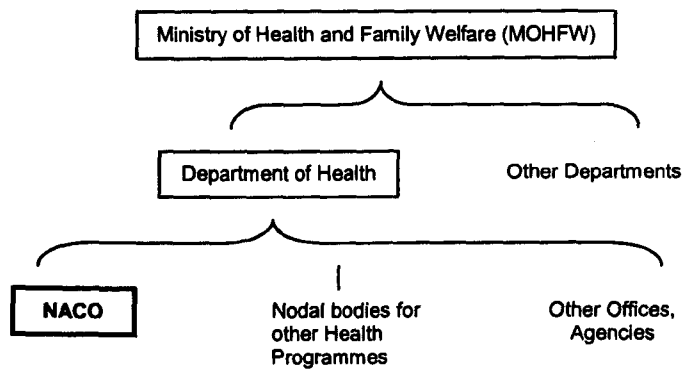 Ministry of Health and Family Welfare (MOHFW)
Department of Health
Other Departments
NACO
Nodal bodies for
other Health
Programmes
Other Offices,
Agencies